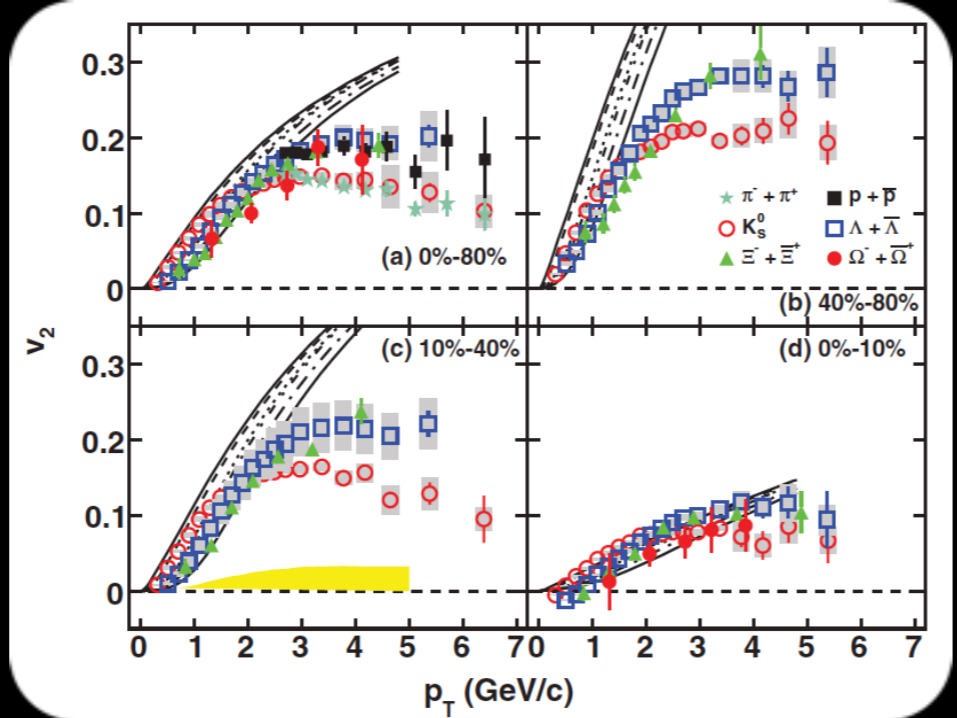 0.3
0.2
0.1
0
(a) 0%-80%
π⁻ + π⁺
p + p̅
K⁰ₛ
Λ + Λ̅
Ξ⁻ + Ξ̅⁺
Ω⁻ + Ω̅⁺
(b) 40%-80%
v₂
(c) 10%-40%
(d) 0%-10%
0.3
0.2
0.1
0
0 1 2 3 4 5 6 7 0 1 2 3 4 5 6 7
p_T (GeV/c)